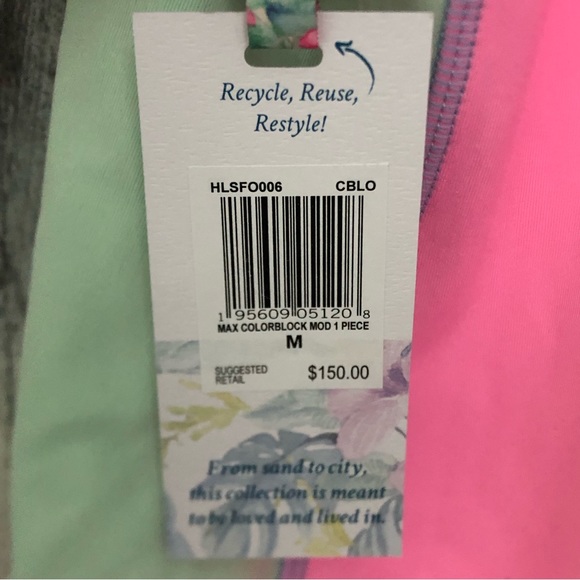 Recycle, Reuse,
Restyle!
HLSFO006 CBLO
1 95609 05120 8
MAX COLORBLOCK MOD 1 PIECE
M
SUGGESTED
RETAIL $150.00
From sand to city,
this collection is meant
to be loved and lived in.